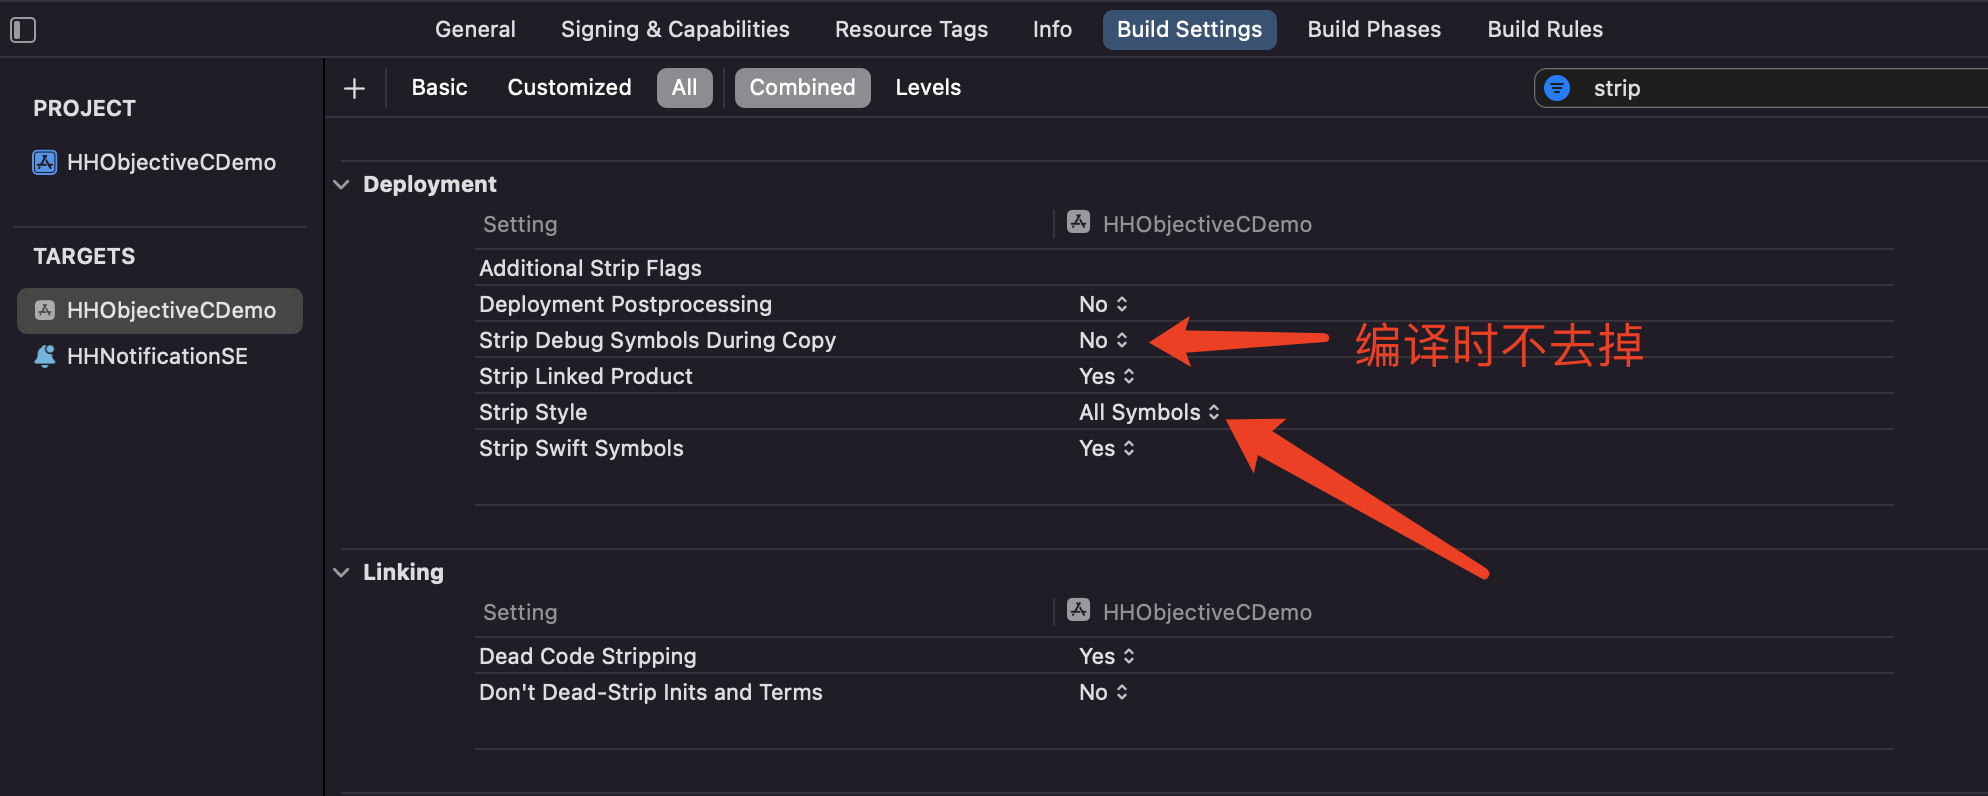 General Signing & Capabilities Resource Tags Info Build Settings Build Phases Build Rules
Basic Customized All Combined Levels strip
PROJECT
HHObjectiveCDemo
TARGETS
HHObjectiveCDemo
HHNotificationSE
Deployment
Setting HHObjectiveCDemo
Additional Strip Flags
Deployment Postprocessing No
Strip Debug Symbols During Copy No 编译时不去掉
Strip Linked Product Yes
Strip Style All Symbols
Strip Swift Symbols Yes
Linking
Setting HHObjectiveCDemo
Dead Code Stripping Yes
Don't Dead-Strip Inits and Terms No